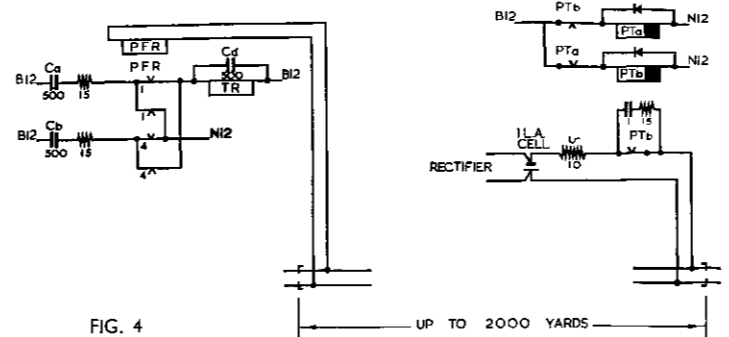 PFR
PFR
Ca
B12
500
15
1
1
Cd
500
TR
B12
Cb
B12
500
15
4
N12
4
B12
PTb
PTa
N12
PTa
PTb
N12
RECTIFIER
1L.A.
CELL
10
1
15
PTb
FIG. 4
UP TO 2000 YARDS